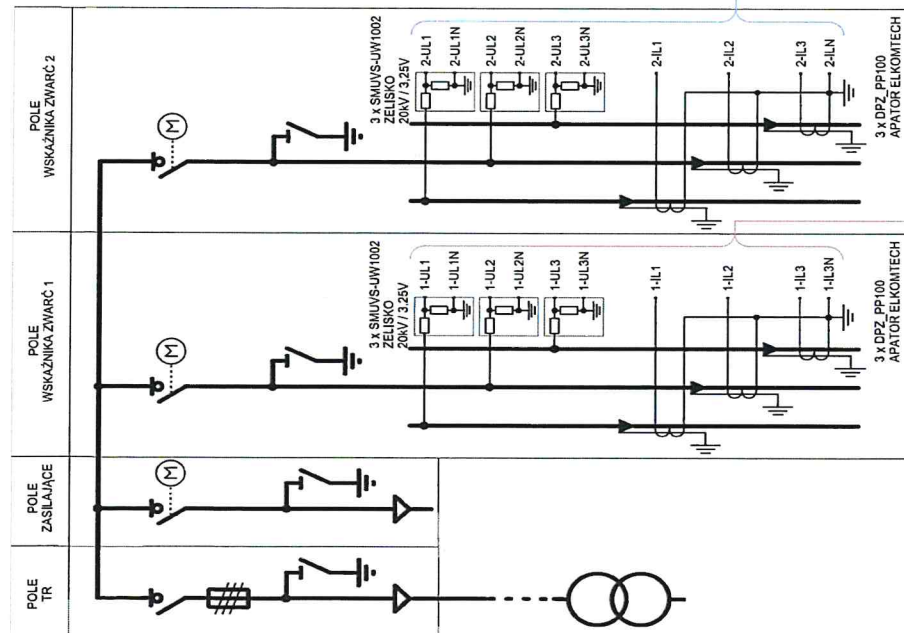 POLE
TR
POLE
ZASILAJĄCE
POLE
WSKAŹNIKA ZWARĆ 1
POLE
WSKAŹNIKA ZWARĆ 2
M
M
M
3 x SMUVS-UW1002
ZELISKO
20kV / 3,25V
1-UL1
1-UL1N
1-UL2
1-UL2N
1-UL3
1-UL3N
1-IL1
1-IL2
1-IL3
1-IL3N
3 x DPZ_PP100
APATOR ELKOMTECH
3 x SMUVS-UW1002
ZELISKO
20kV / 3,25V
2-UL1
2-UL1N
2-UL2
2-UL2N
2-UL3
2-UL3N
2-IL1
2-IL2
2-IL3
2-ILN
3 x DPZ_PP100
APATOR ELKOMTECH